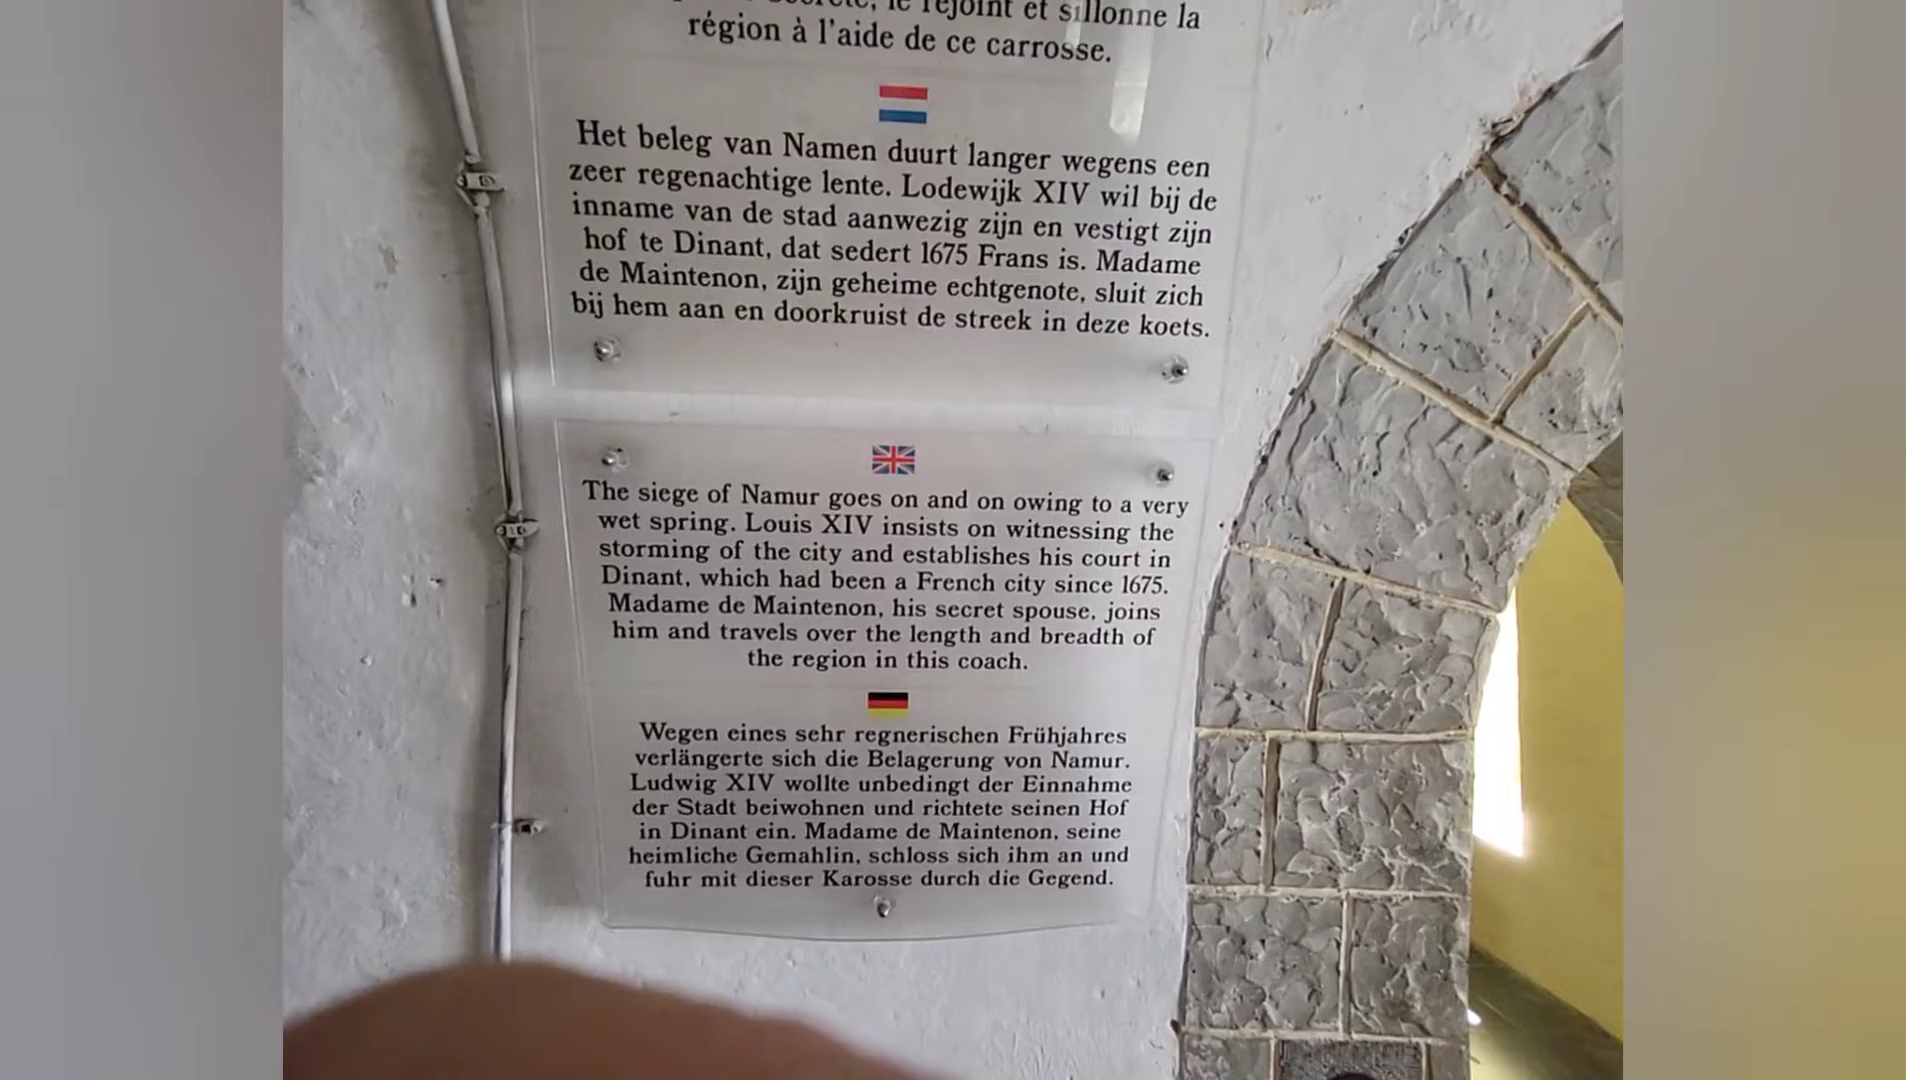 le rejoint et sillonne la
région à l'aide de ce carrosse.
Het beleg van Namen duurt langer wegens een
zeer regenachtige lente. Lodewijk XIV wil bij de
inname van de stad aanwezig zijn en vestigt zijn
hof te Dinant, dat sedert 1675 Frans is. Madame
de Maintenon, zijn geheime echtgenote, sluit zich
bij hem aan en doorkruist de streek in deze koets.
The siege of Namur goes on and on owing to a very
wet spring. Louis XIV insists on witnessing the
storming of the city and establishes his court in
Dinant, which had been a French city since 1675.
Madame de Maintenon, his secret spouse, joins
him and travels over the length and breadth of
the region in this coach.
Wegen eines sehr regnerischen Frühjahres
verlängerte sich die Belagerung von Namur.
Ludwig XIV wollte unbedingt der Einnahme
der Stadt beiwohnen und richtete seinen Hof
in Dinant ein. Madame de Maintenon, seine
heimliche Gemahlin, schloss sich ihm an und
fuhr mit dieser Karosse durch die Gegend.